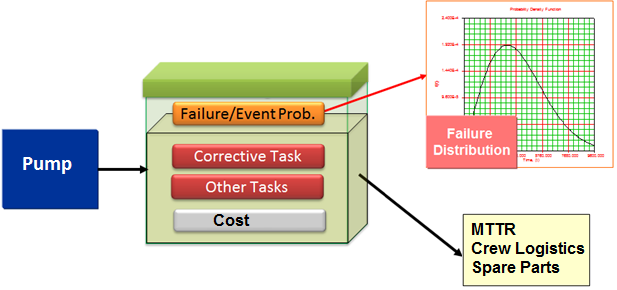 Probability Density Function
Failure/Event Prob.
Corrective Task
Other Tasks
Cost
Pump
Failure
Distribution
MTTR
Crew Logistics
Spare Parts